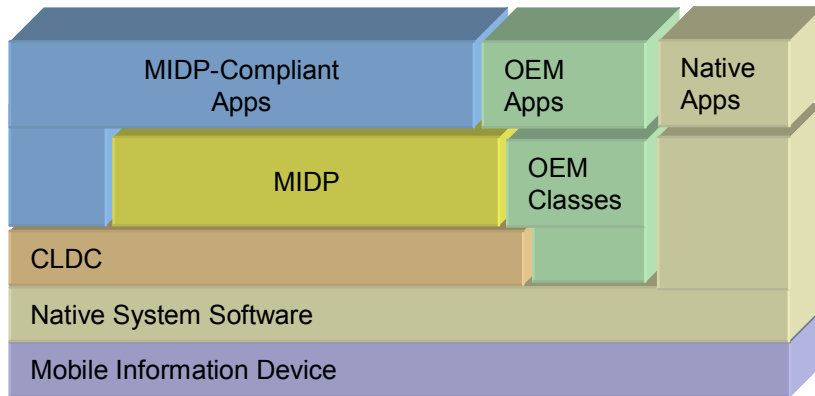 MIDP-Compliant
Apps
OEM
Apps
Native
Apps
MIDP
OEM
Classes
CLDC
Native System Software
Mobile Information Device